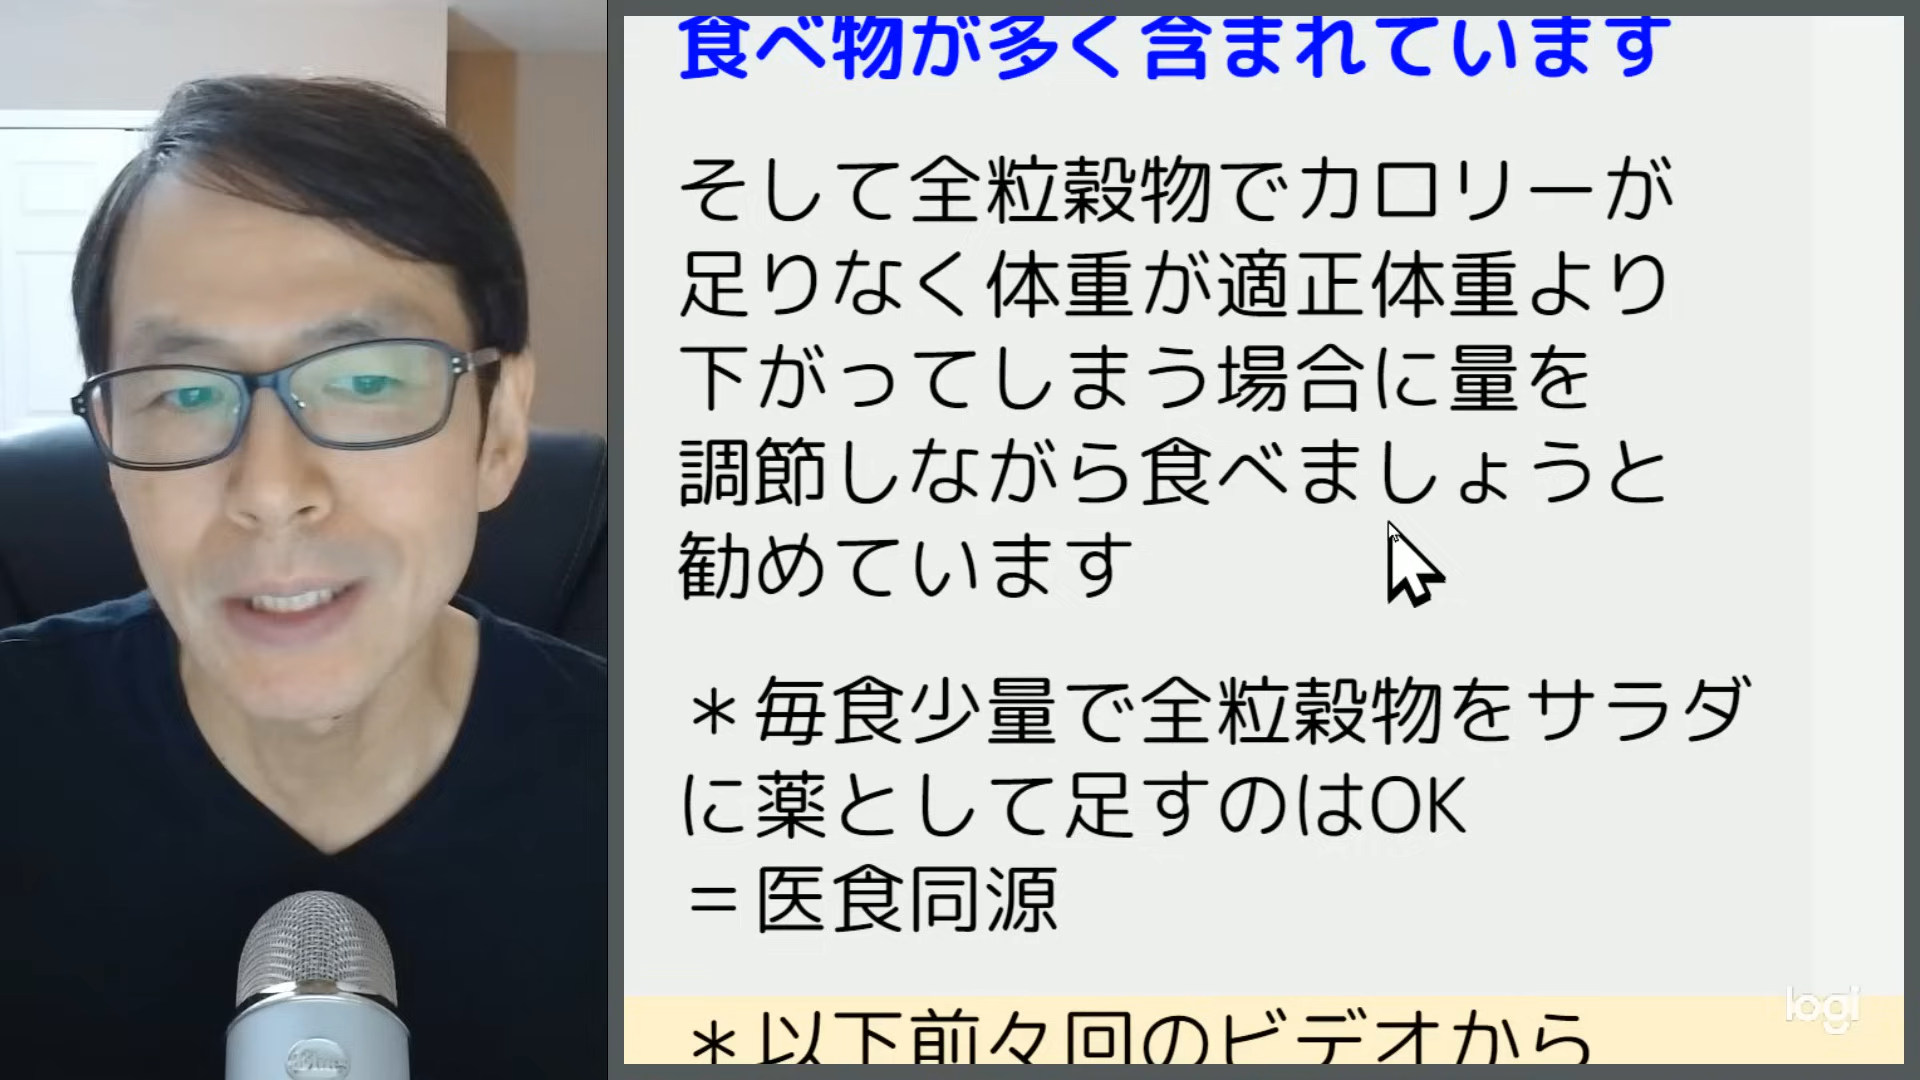 食べ物が多く含まれています
そして全粒穀物でカロリーが
足りなく体重が適正体重より
下がってしまう場合に量を
調節しながら食べましょうと
勧めています
＊毎食少量で全粒穀物をサラダ
に薬として足すのはOK
＝医食同源
＊以下前々回のビデオから
logi
Blue